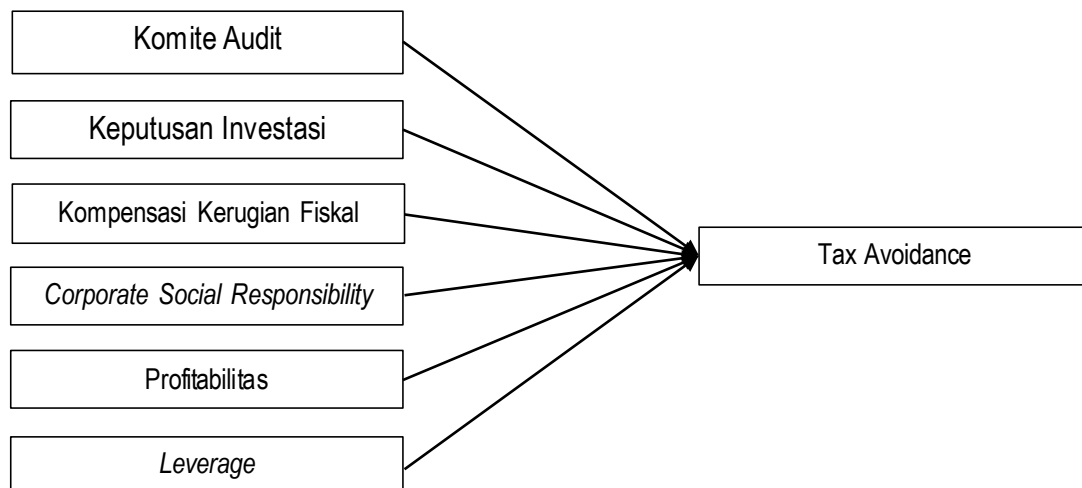 Komite Audit
Keputusan Investasi
Kompensasi Kerugian Fiskal
Corporate Social Responsibility
Profitabilitas
Leverage
Tax Avoidance